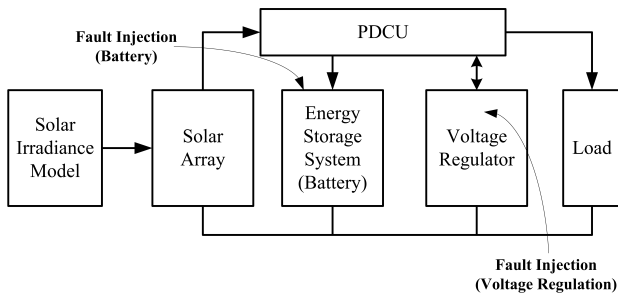 Fault Injection
(Battery)
PDCU
Solar
Irradiance
Model
Solar
Array
Energy
Storage
System
(Battery)
Voltage
Regulator
Load
Fault Injection
(Voltage Regulation)